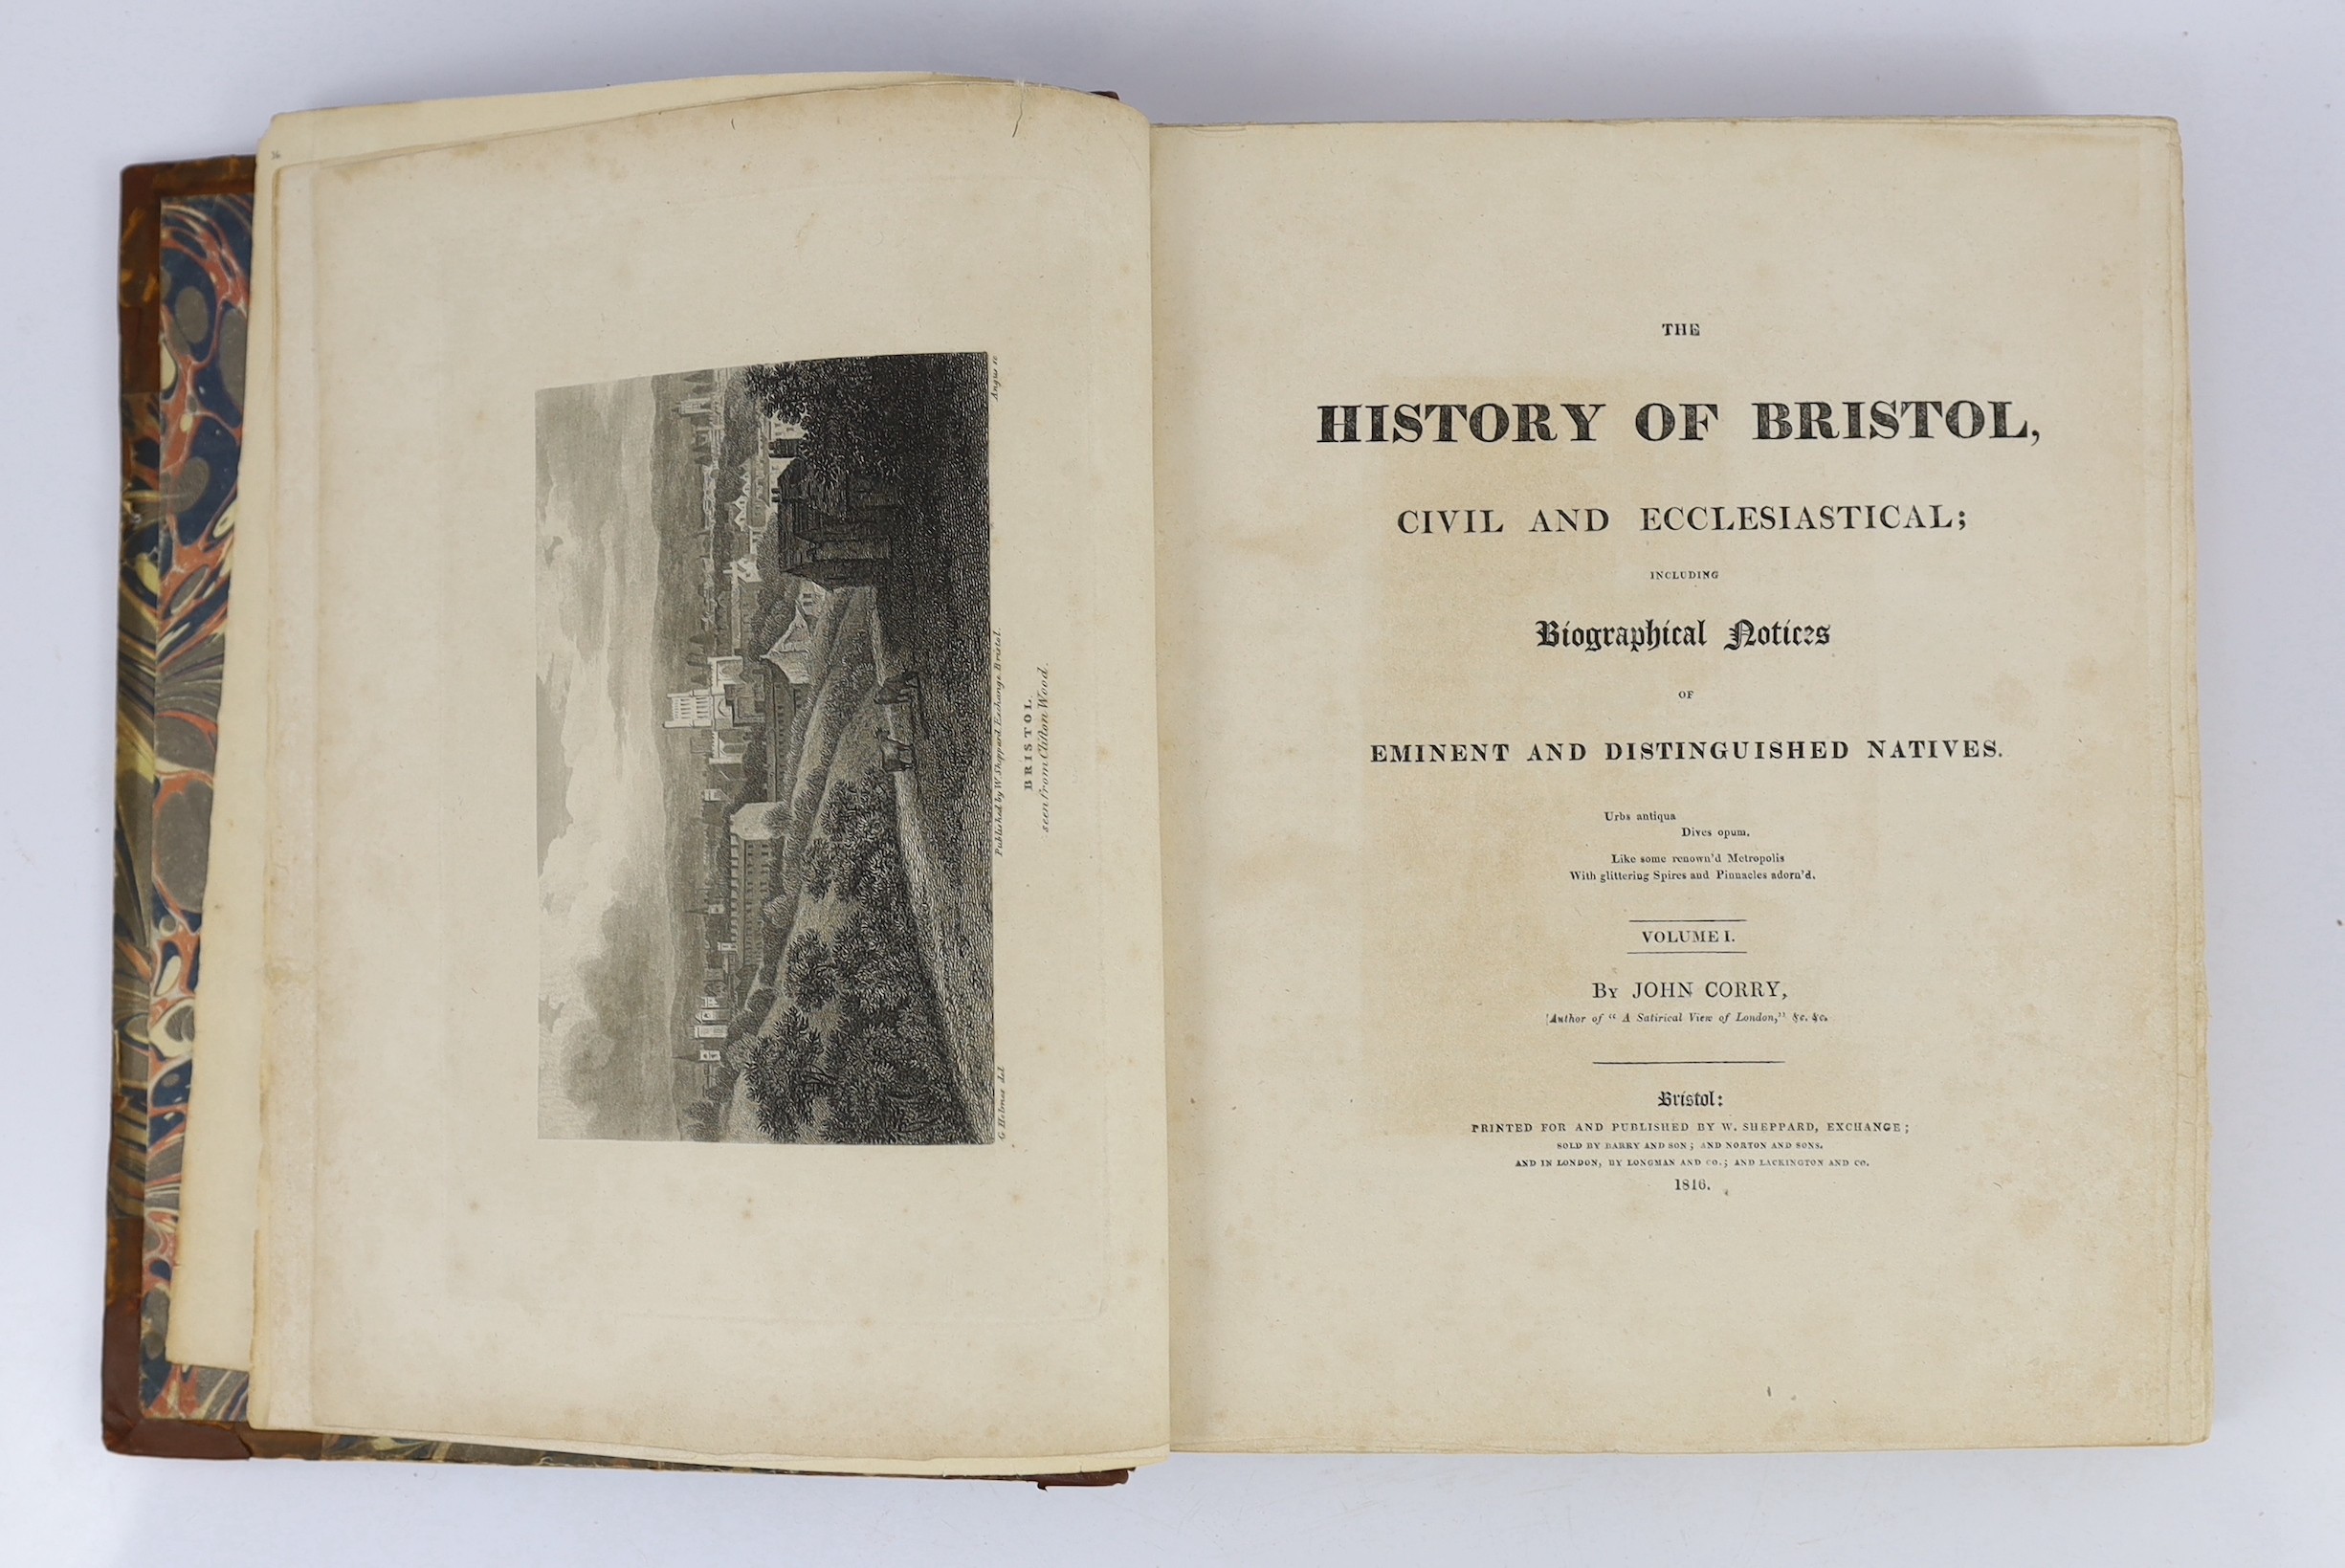 G Holmes del
Angus sc
Published by W. Sheppard. Exchange. Bristol.
BRISTOL.
seen from Clifton Wood.
THE
HISTORY OF BRISTOL,
CIVIL AND ECCLESIASTICAL;
INCLUDING
Biographical Notices
OF
EMINENT AND DISTINGUISHED NATIVES.
Urbs antiqua
Dives opum.
Like some renown'd Metropolis
With glittering Spires and Pinnacles adorn'd.
VOLUME I.
By JOHN CORRY,
Author of "A Satirical View of London," &c. &c.
Bristol:
PRINTED FOR AND PUBLISHED BY W. SHEPPARD, EXCHANGE;
SOLD BY BARRY AND SON; AND NORTON AND SONS.
AND IN LONDON, BY LONGMAN AND CO.; AND LACKINGTON AND CO.
1816.